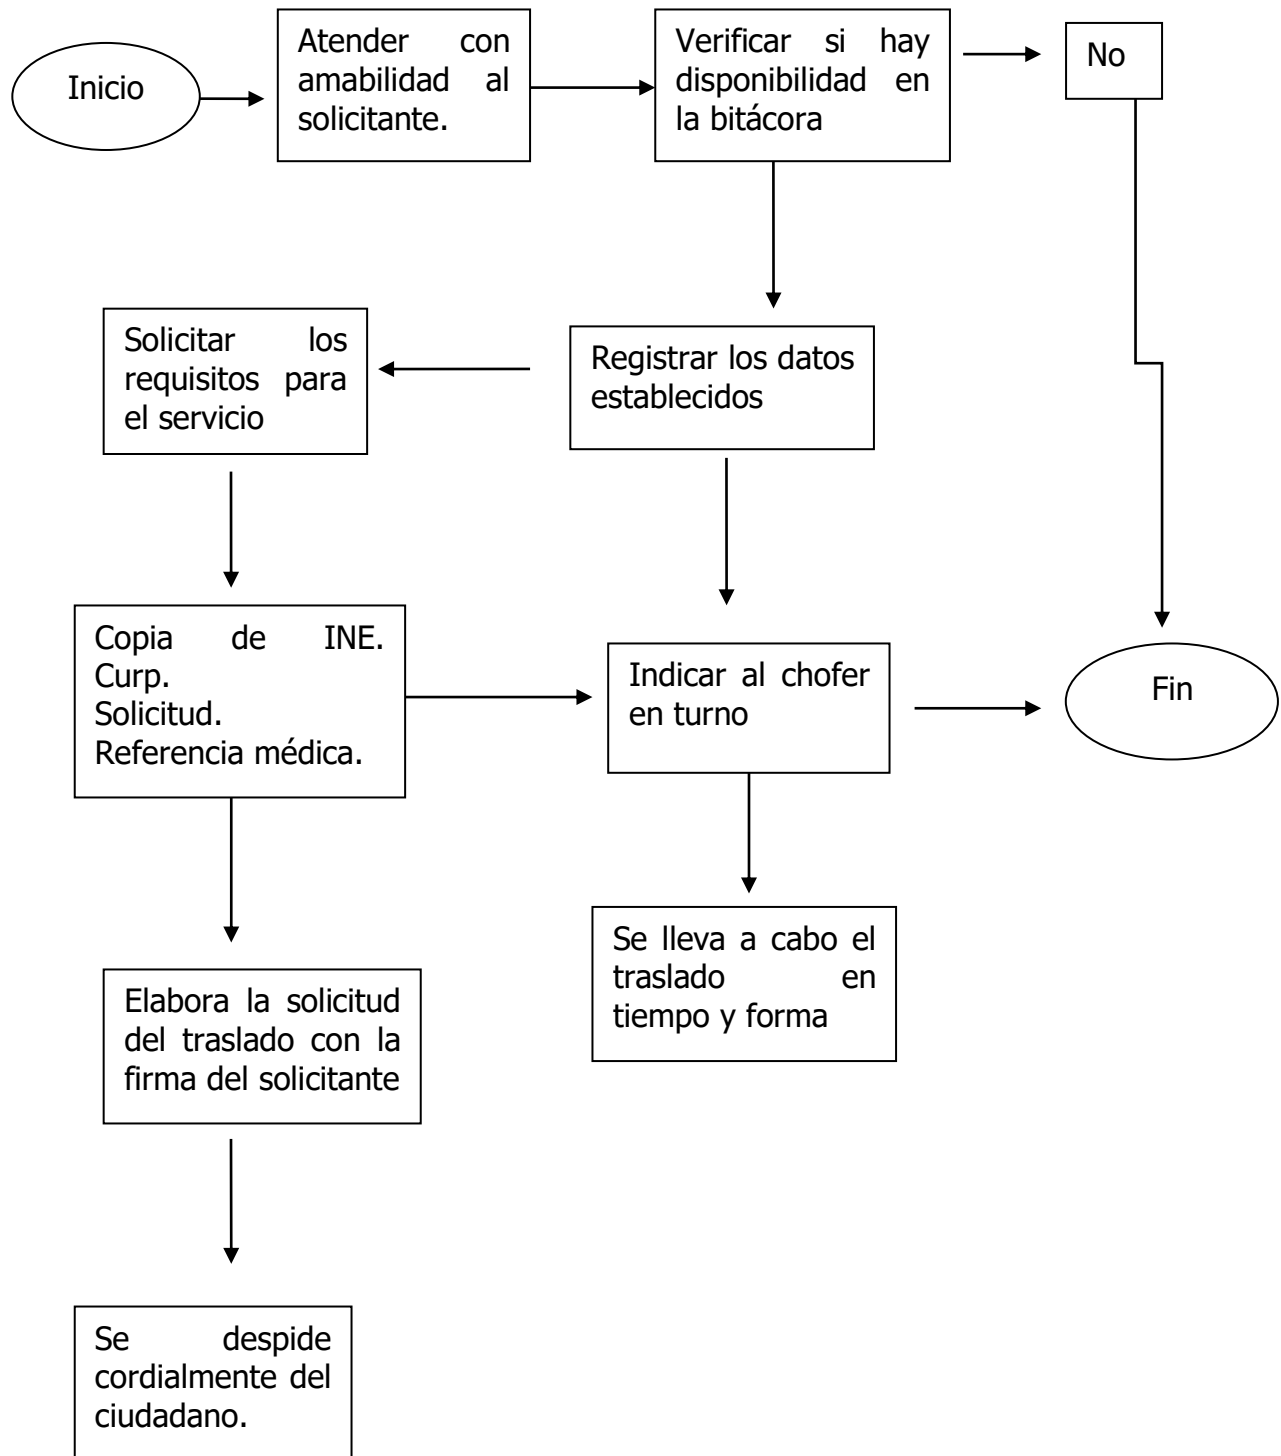 Inicio
Atender con
amabilidad al
solicitante.
Verificar si hay
disponibilidad en
la bitácora
No
Solicitar los
requisitos para
el servicio
Registrar los datos
establecidos
Copia de INE.
Curp.
Solicitud.
Referencia médica.
Indicar al chofer
en turno
Fin
Elabora la solicitud
del traslado con la
firma del solicitante
Se lleva a cabo el
traslado en
tiempo y forma
Se despide
cordialmente del
ciudadano.